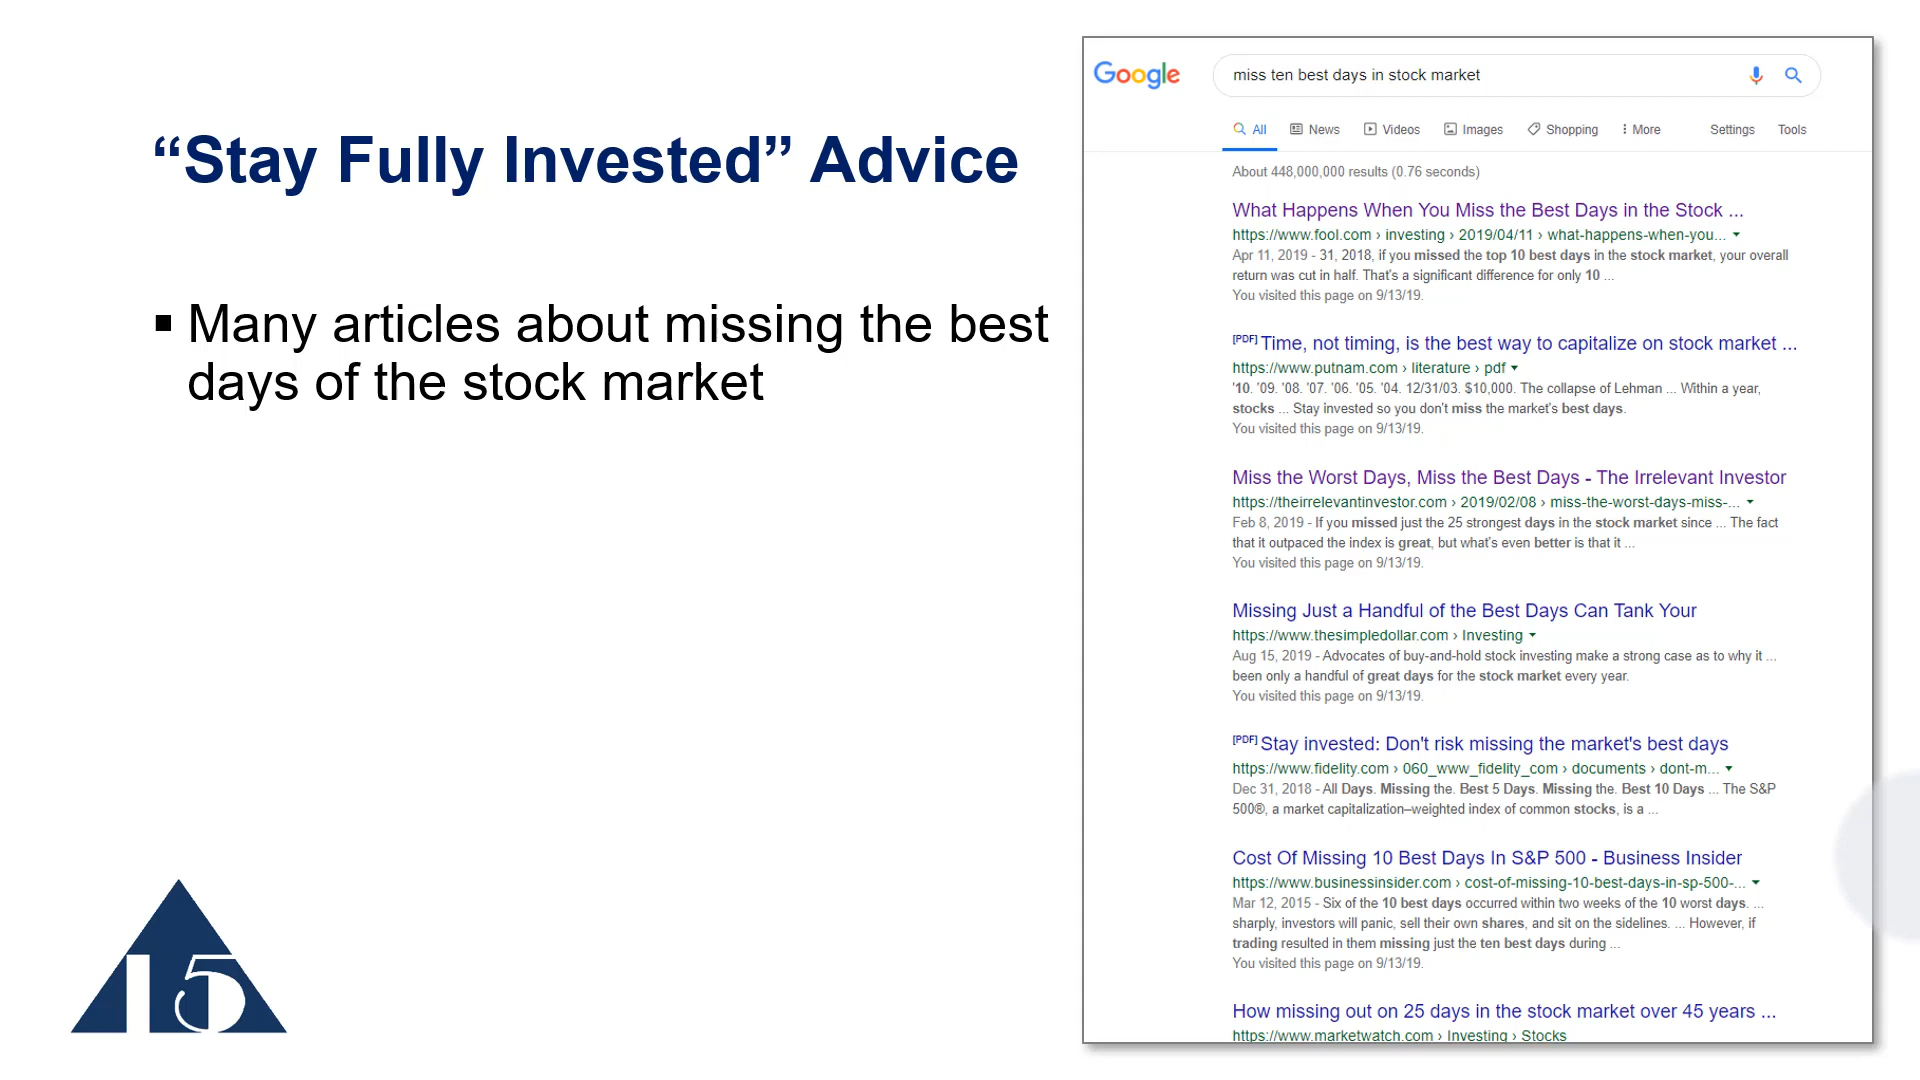 “Stay Fully Invested” Advice
▪ Many articles about missing the best
days of the stock market
15
Google
miss ten best days in stock market
All News Videos Images Shopping More Settings Tools
About 448,000,000 results (0.76 seconds)
What Happens When You Miss the Best Days in the Stock ...
https://www.fool.com › investing › 2019/04/11 › what-happens-when-you...
Apr 11, 2019 - 31, 2018, if you missed the top 10 best days in the stock market, your overall
return was cut in half. That's a significant difference for only 10 ...
You visited this page on 9/13/19.
[PDF] Time, not timing, is the best way to capitalize on stock market ...
https://www.putnam.com › literature › pdf
'10. '09. '08. '07. '06. '05. '04. 12/31/03. $10,000. The collapse of Lehman ... Within a year,
stocks ... Stay invested so you don't miss the market's best days.
You visited this page on 9/13/19.
Miss the Worst Days, Miss the Best Days - The Irrelevant Investor
https://theirrelevantinvestor.com › 2019/02/08 › miss-the-worst-days-miss-...
Feb 8, 2019 - If you missed just the 25 strongest days in the stock market since ... The fact
that it outpaced the index is great, but what's even better is that it ...
You visited this page on 9/13/19.
Missing Just a Handful of the Best Days Can Tank Your
https://www.thesimpledollar.com › Investing
Aug 15, 2019 - Advocates of buy-and-hold stock investing make a strong case as to why it ...
been only a handful of great days for the stock market every year.
You visited this page on 9/13/19.
[PDF] Stay invested: Don't risk missing the market's best days
https://www.fidelity.com › 060_www_fidelity_com › documents › dont-m...
Dec 31, 2018 - All Days. Missing the. Best 5 Days. Missing the. Best 10 Days ... The S&P
500®, a market capitalization–weighted index of common stocks, is a ...
Cost Of Missing 10 Best Days In S&P 500 - Business Insider
https://www.businessinsider.com › cost-of-missing-10-best-days-in-sp-500-...
Mar 12, 2015 - Six of the 10 best days occurred within two weeks of the 10 worst days. ...
sharply, investors will panic, sell their own shares, and sit on the sidelines. ... However, if
trading resulted in them missing just the ten best days during ...
You visited this page on 9/13/19.
How missing out on 25 days in the stock market over 45 years ...
https://www.marketwatch.com › Investing › Stocks